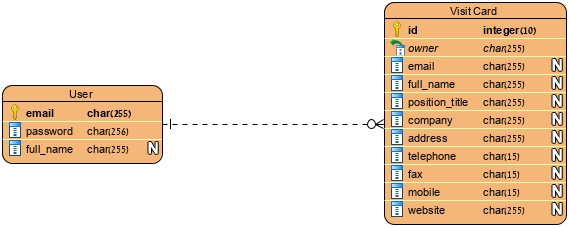 Visit Card
id integer(10)
owner char(255)
email char(255) N
full_name char(255) N
position_title char(255) N
company char(255) N
address char(255) N
telephone char(15) N
fax char(15) N
mobile char(15) N
website char(255) N
User
email char(255)
password char(256)
full_name char(255) N